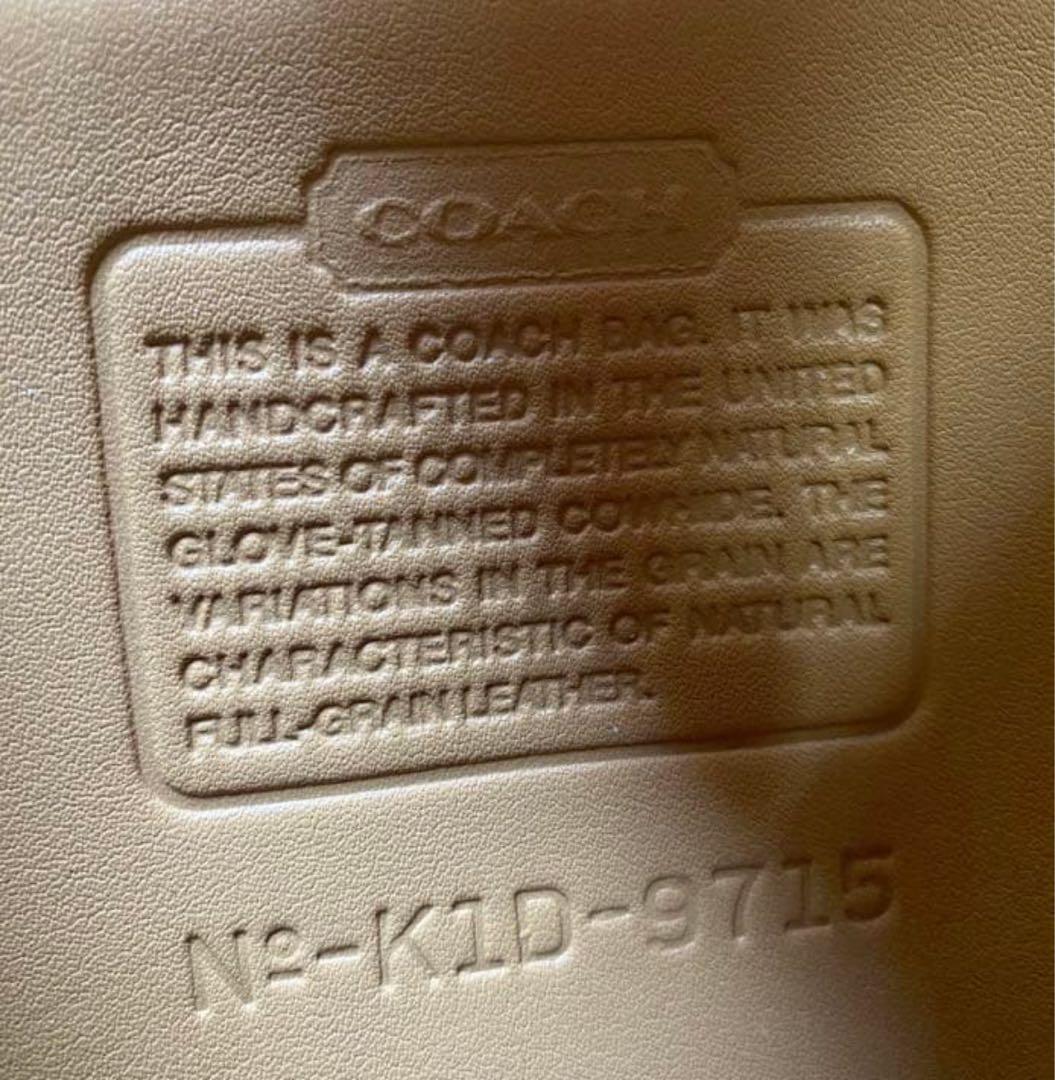 COACH
THIS IS A COACH BAG. IT WAS
HANDCRAFTED IN THE UNITED
STATES OF COMPLETELY NATURAL
GLOVE-TANNED COWHIDE. THE
VARIATIONS IN THE GRAIN ARE
CHARACTERISTIC OF NATURAL
FULL-GRAIN LEATHER.
Nº-K1D-9715